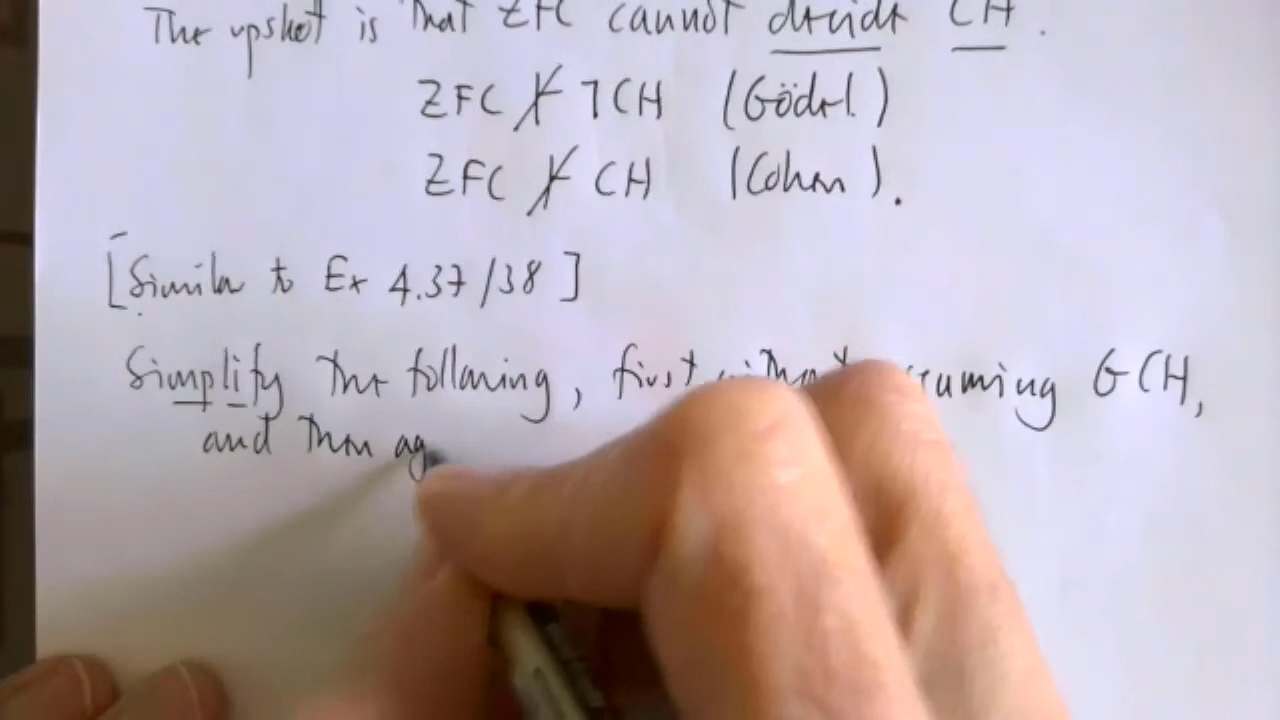 The upshot is that ZFC cannot decide CH.
ZFC ⊬ ¬CH (Gödel)
ZFC ⊬ CH (Cohen).
[Similar to Ex 4.37/38]
Simplify the following, first without assuming GCH,
and then ag